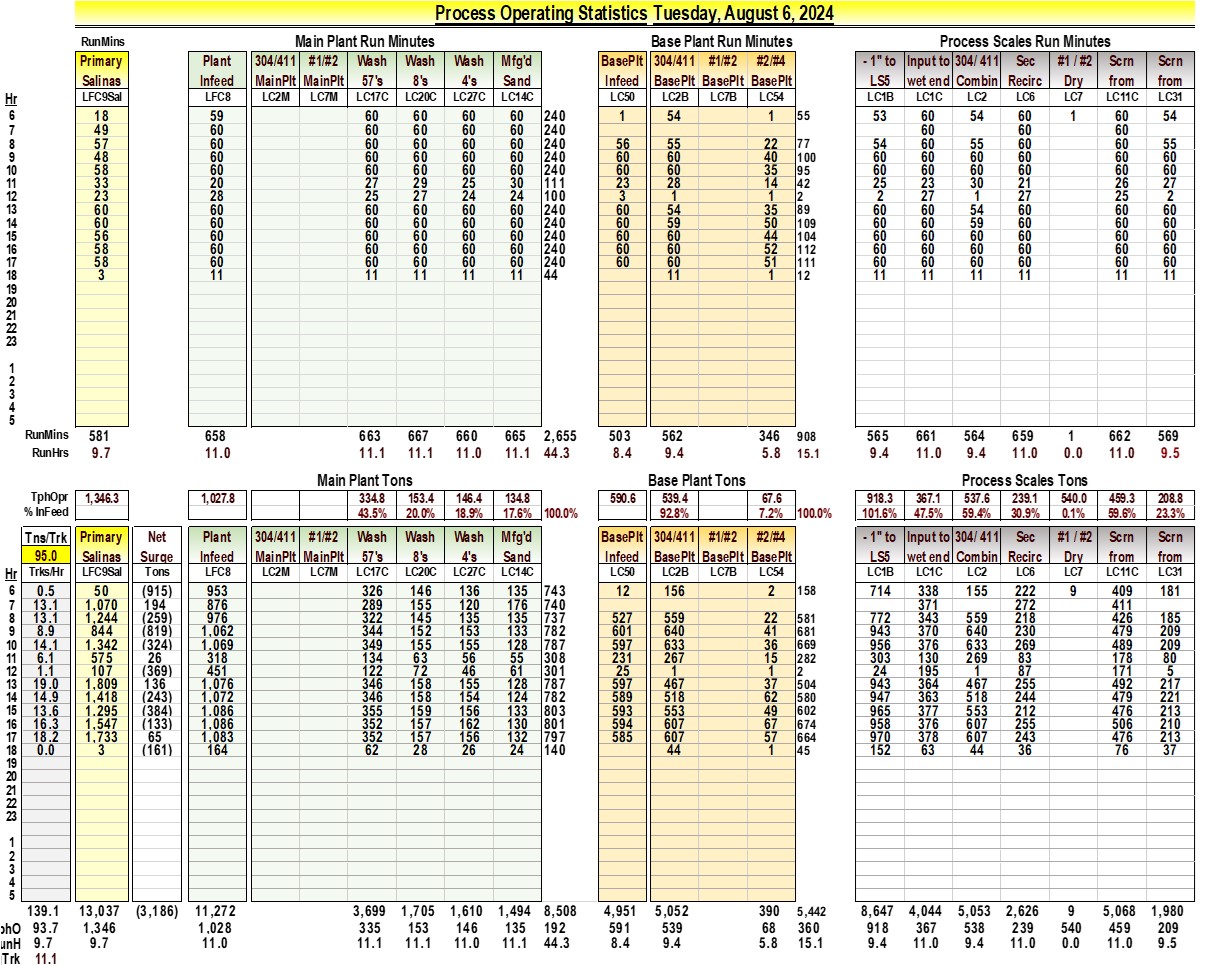 Process Operating Statistics Tuesday, August 6, 2024
RunMins Main Plant Run Minutes Base Plant Run Minutes Process Scales Run Minutes
Primary Plant 304/411 #1/#2 Wash Wash Wash Mfg'd BasePlt 304/411 #1/#2 #2/#4 - 1" to Input to 304/ 411 Sec #1 / #2 Scrn Scrn
Salinas Infeed MainPlt MainPlt 57's 8's 4's Sand Infeed BasePlt BasePlt BasePlt LS5 wet end Combin Recirc Dry from from
Hr LFC9Sal LFC8 LC2M LC7M LC17C LC20C LC27C LC14C LC50 LC2B LC7B LC54 LC1B LC1C LC2 LC6 LC7 LC11C LC31
6 18 59 60 60 60 60 240 1 54 1 55 53 60 54 60 1 60 54
7 49 60 60 60 60 60 240 60 60 60
8 57 60 60 60 60 60 240 56 55 22 77 54 60 55 60 60 55
9 48 60 60 60 60 60 240 60 60 40 100 60 60 60 60 60 60
10 58 60 60 60 60 60 240 60 60 35 95 60 60 60 60 60 60
11 33 20 27 29 25 30 111 23 28 14 42 25 23 30 21 26 27
12 23 28 25 27 24 24 100 3 1 1 2 2 27 1 27 25 2
13 60 60 60 60 60 60 240 60 54 35 89 60 60 54 60 60 60
14 60 60 60 60 60 60 240 60 59 50 109 60 60 59 60 60 60
15 56 60 60 60 60 60 240 60 60 44 104 60 60 60 60 60 60
16 58 60 60 60 60 60 240 60 60 52 112 60 60 60 60 60 60
17 58 60 60 60 60 60 240 60 60 51 111 60 60 60 60 60 60
18 3 11 11 11 11 11 44 11 1 12 11 11 11 11 11 11
19
20
21
22
23
1
2
3
4
5
RunMins 581 658 663 667 660 665 2,655 503 562 346 908 565 661 564 659 1 662 569
RunHrs 9.7 11.0 11.1 11.1 11.0 11.1 44.3 8.4 9.4 5.8 15.1 9.4 11.0 9.4 11.0 0.0 11.0 9.5
Main Plant Tons Base Plant Tons Process Scales Tons
TphOpr 1,346.3 1,027.8 334.8 153.4 146.4 134.8 590.6 539.4 67.6 918.3 367.1 537.6 239.1 540.0 459.3 208.8
% InFeed 43.5% 20.0% 18.9% 17.6% 100.0% 92.8% 7.2% 100.0% 101.6% 47.5% 59.4% 30.9% 0.1% 59.6% 23.3%
Tns/Trk Primary Net Plant 304/411 #1/#2 Wash Wash Wash Mfg'd BasePlt 304/411 #1/#2 #2/#4 - 1" to Input to 304/ 411 Sec #1 / #2 Scrn Scrn
95.0 Salinas Surge Infeed MainPlt MainPlt 57's 8's 4's Sand Infeed BasePlt BasePlt BasePlt LS5 wet end Combin Recirc Dry from from
Hr Trks/Hr LFC9Sal Tons LFC8 LC2M LC7M LC17C LC20C LC27C LC14C LC50 LC2B LC7B LC54 LC1B LC1C LC2 LC6 LC7 LC11C LC31
6 0.5 50 (915) 953 326 146 136 135 743 12 156 2 158 714 338 155 222 9 409 181
7 13.1 1,070 194 876 289 155 120 176 740 371 272 411
8 13.1 1,244 (259) 976 322 145 135 135 737 527 559 22 581 772 343 559 218 426 185
9 8.9 844 (819) 1,062 344 152 153 133 782 601 640 41 681 943 370 640 230 479 209
10 14.1 1,342 (324) 1,069 349 155 155 128 787 597 633 36 669 956 376 633 269 489 209
11 6.1 575 26 318 134 63 56 55 308 231 267 15 282 303 130 269 83 178 80
12 1.1 107 (369) 451 122 72 46 61 301 25 1 1 2 24 195 1 87 171 5
13 19.0 1,809 136 1,076 346 158 155 128 787 597 467 37 504 943 364 467 255 492 217
14 14.9 1,418 (243) 1,072 346 158 154 124 782 589 518 62 580 947 363 518 244 479 221
15 13.6 1,295 (384) 1,086 355 159 156 133 803 593 553 49 602 965 377 553 212 476 213
16 16.3 1,547 (133) 1,086 352 157 162 130 801 594 607 67 674 958 376 607 255 506 210
17 18.2 1,733 65 1,083 352 157 156 132 797 585 607 57 664 970 378 607 243 476 213
18 0.0 3 (161) 164 62 28 26 24 140 44 1 45 152 63 44 36 76 37
19
20
21
22
23
1
2
3
4
5
139.1 13,037 (3,186) 11,272 3,699 1,705 1,610 1,494 8,508 4,951 5,052 390 5,442 8,647 4,044 5,053 2,626 9 5,068 1,980
phO 93.7 1,346 1,028 335 153 146 135 192 591 539 68 360 918 367 538 239 540 459 209
unH 9.7 9.7 11.0 11.1 11.1 11.0 11.1 44.3 8.4 9.4 5.8 15.1 9.4 11.0 9.4 11.0 0.0 11.0 9.5
Trk 11.1